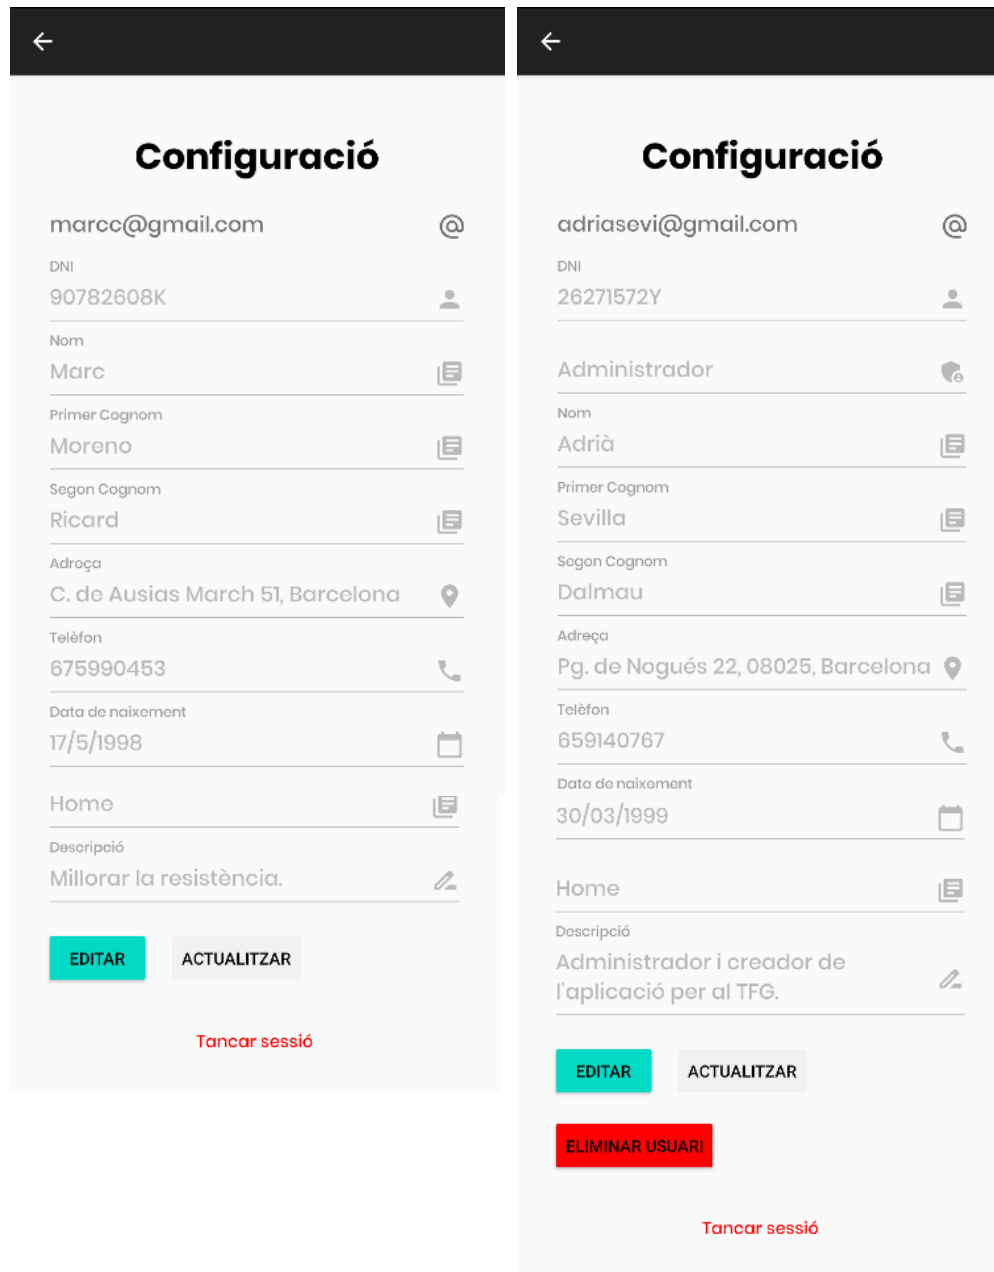 Configuració
marcc@gmail.com
DNI
90782608K
Nom
Marc
Primer Cognom
Moreno
Segon Cognom
Ricard
Adreça
C. de Ausias March 51, Barcelona
Telèfon
675990453
Data de naixement
17/5/1998
Home
Descripció
Millorar la resistència.
EDITAR
ACTUALITZAR
Tancar sessió
Configuració
adriasevi@gmail.com
DNI
26271572Y
Administrador
Nom
Adrià
Primer Cognom
Sevilla
Segon Cognom
Dalmau
Adreça
Pg. de Nogués 22, 08025, Barcelona
Telèfon
659140767
Data de naixement
30/03/1999
Home
Descripció
Administrador i creador de
l'aplicació per al TFG.
EDITAR
ACTUALITZAR
ELIMINAR USUARI
Tancar sessió